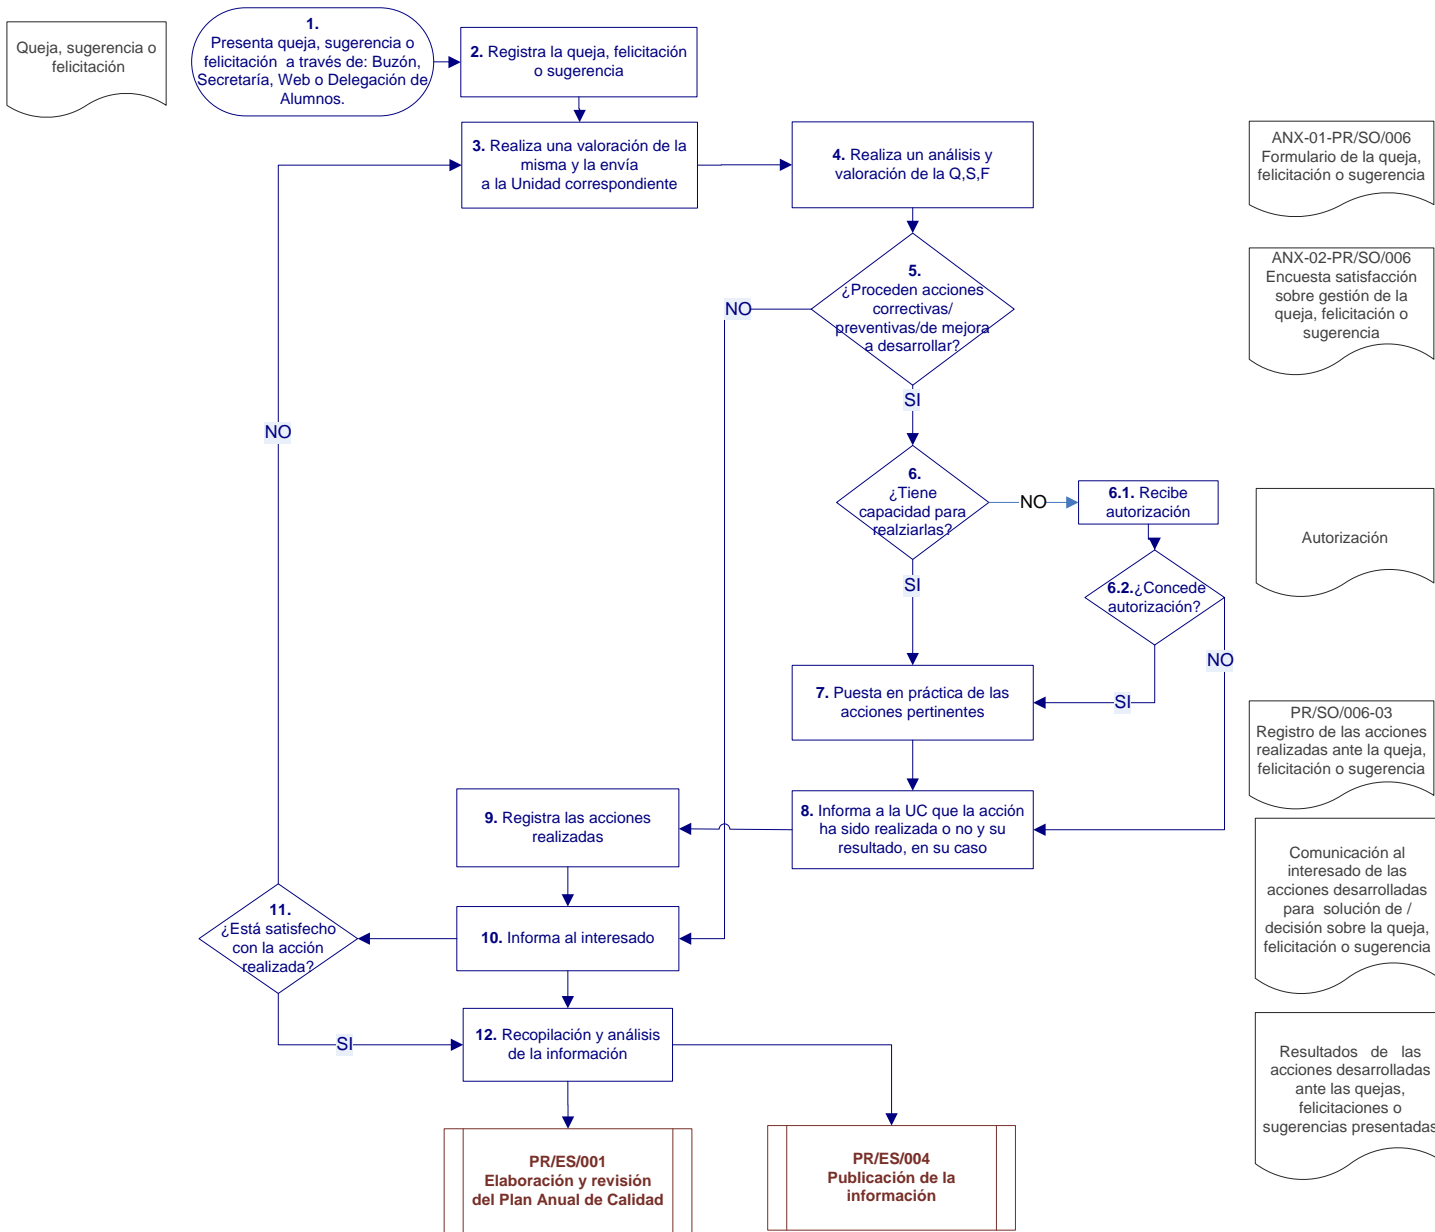 Queja, sugerencia o
felicitación
1.
Presenta queja, sugerencia o
felicitación a través de: Buzón,
Secretaría, Web o Delegación de
Alumnos.
2. Registra la queja, felicitación
o sugerencia
3. Realiza una valoración de la
misma y la envía
a la Unidad correspondiente
4. Realiza un análisis y
valoración de la Q,S,F
ANX-01-PR/SO/006
Formulario de la queja,
felicitación o sugerencia
5.
¿Proceden acciones
correctivas/
preventivas/de mejora
a desarrollar?
NO
SI
ANX-02-PR/SO/006
Encuesta satisfacción
sobre gestión de la
queja, felicitación o
sugerencia
NO
6.
¿Tiene
capacidad para
realziarlas?
NO
SI
6.1. Recibe
autorización
Autorización
6.2.¿Concede
autorización?
NO
SI
7. Puesta en práctica de las
acciones pertinentes
PR/SO/006-03
Registro de las acciones
realizadas ante la queja,
felicitación o sugerencia
8. Informa a la UC que la acción
ha sido realizada o no y su
resultado, en su caso
9. Registra las acciones
realizadas
Comunicación al
interesado de las
acciones desarrolladas
para solución de /
decisión sobre la queja,
felicitación o sugerencia
10. Informa al interesado
11.
¿Está satisfecho
con la acción
realizada?
SI
12. Recopilación y análisis
de la información
Resultados de las
acciones desarrolladas
ante las quejas,
felicitaciones o
sugerencias presentadas
PR/ES/001
Elaboración y revisión
del Plan Anual de Calidad
PR/ES/004
Publicación de la
información